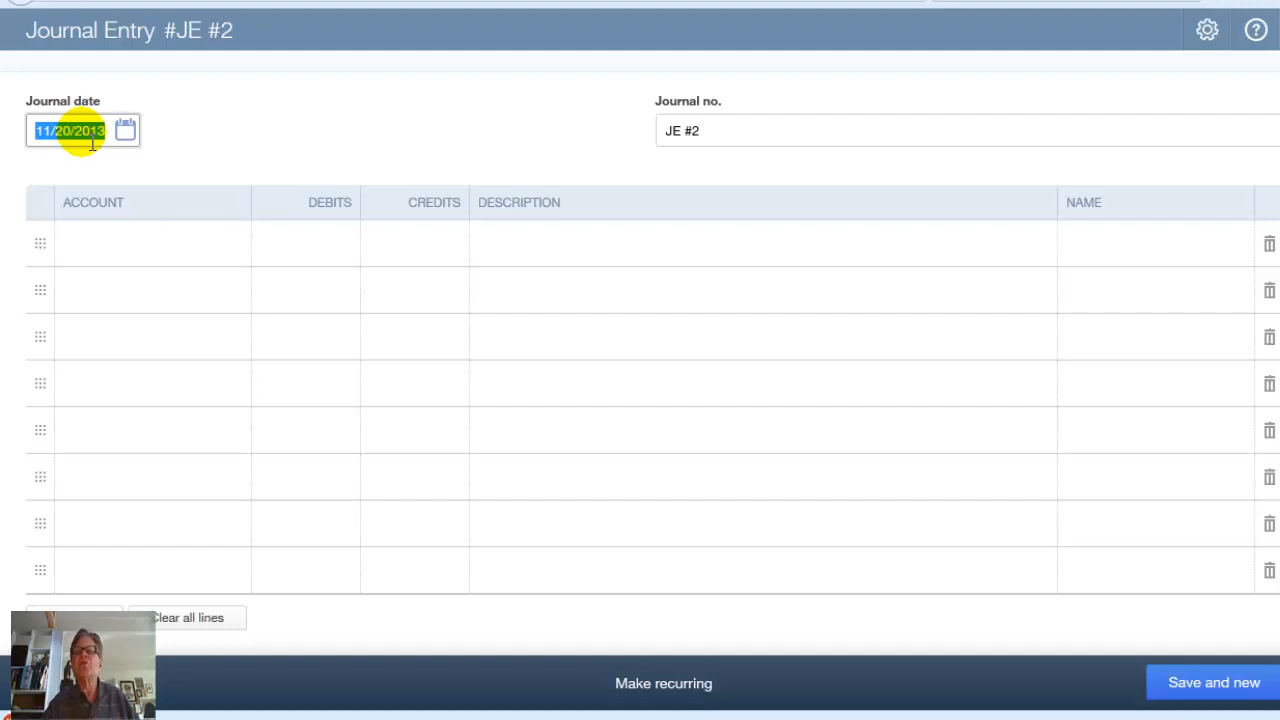 Journal Entry #JE #2
Journal date
Journal no.
11/20/2013
JE #2
ACCOUNT DEBITS CREDITS DESCRIPTION NAME
Clear all lines
Make recurring
Save and new